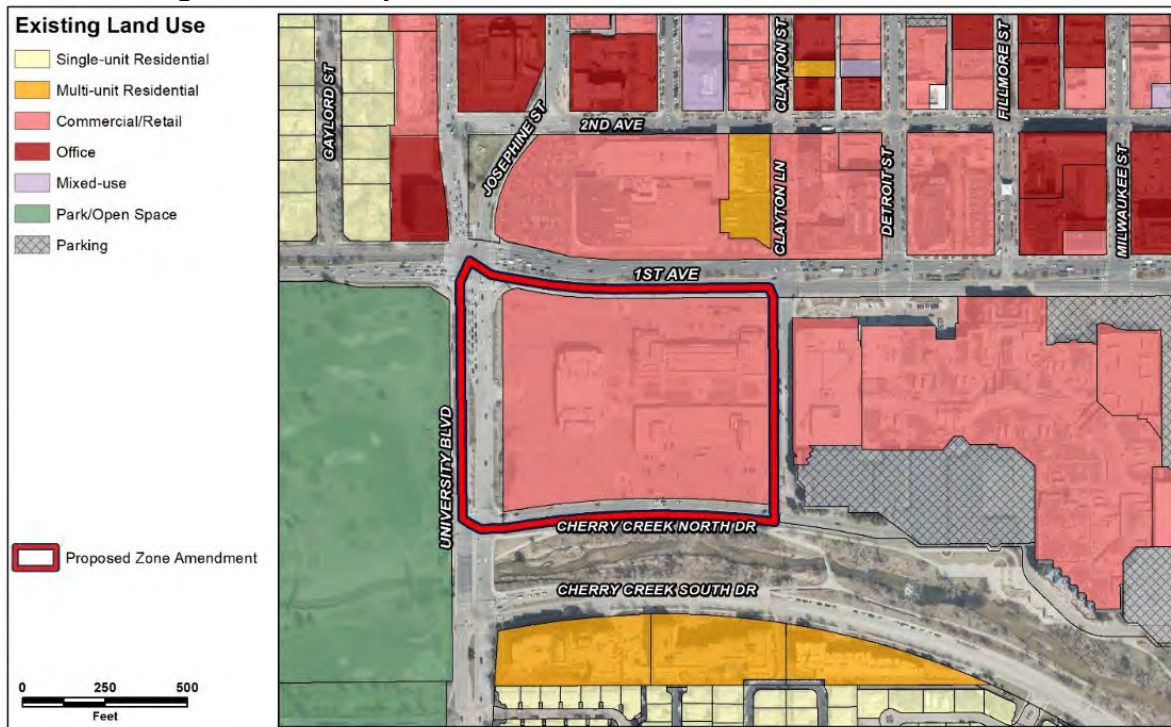 Existing Land Use
Single-unit Residential
Multi-unit Residential
Commercial/Retail
Office
Mixed-use
Park/Open Space
Parking
Proposed Zone Amendment
0 250 500
Feet
GAYLORD ST
JOSEPHINE ST
2ND AVE
CLAYTON ST
FILLMORE ST
CLAYTON LN
DETROIT ST
MILWAUKEE ST
1ST AVE
UNIVERSITY BLVD
CHERRY CREEK NORTH DR
CHERRY CREEK SOUTH DR